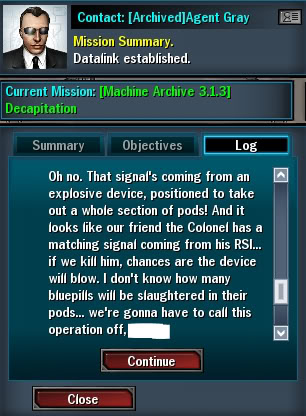 Contact: [Archived]Agent Gray
Mission Summary.
Datalink established.
Current Mission: [Machine Archive 3.1.3]
Decapitation
Summary
Objectives
Log
Oh no. That signal's coming from an
explosive device, positioned to take
out a whole section of pods! And it
looks like our friend the Colonel has a
matching signal coming from his RSI...
if we kill him, chances are the device
will blow. I don't know how many
bluepills will be slaughtered in their
pods... we're gonna have to call this
operation off,
Continue
Close